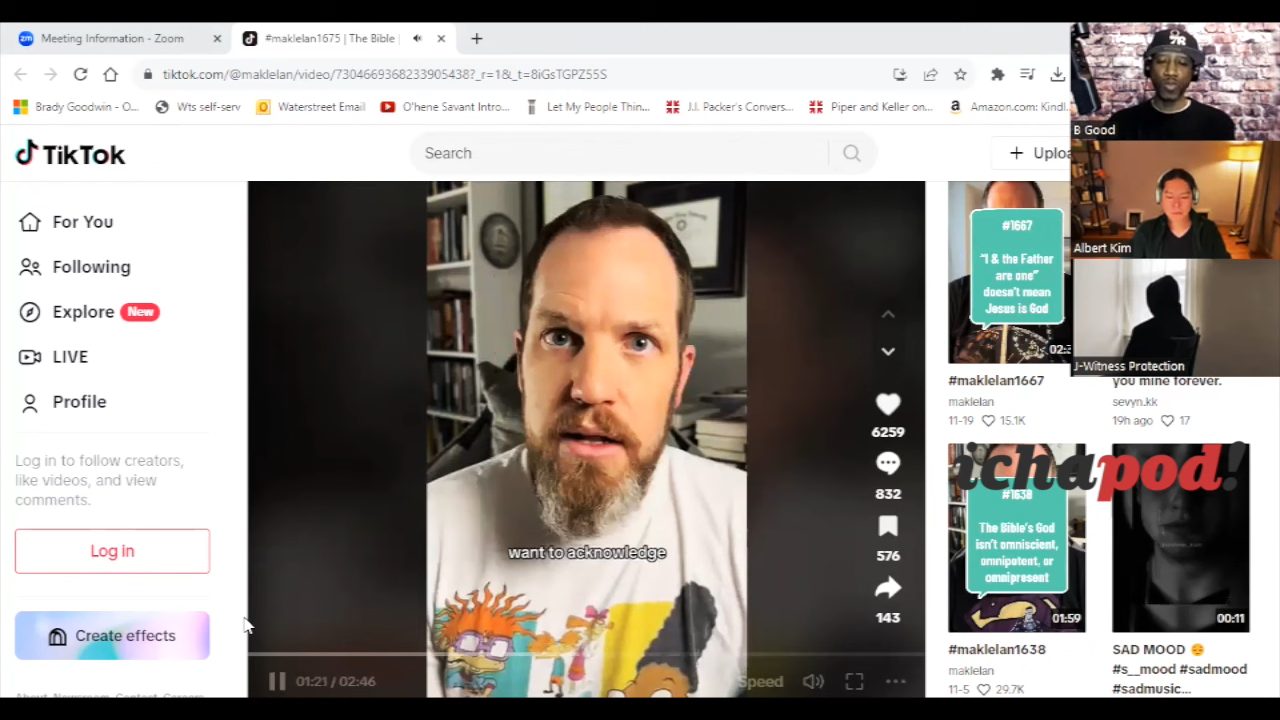 Meeting Information - Zoom
#maklelan1675 | The Bible
tiktok.com/@maklelan/video/7304669368233905438?_r=1&_t=8iGsTGPZ55S
Brady Goodwin - O...
Wts self-serv
Waterstreet Email
O'hene Savant Intro...
Let My People Thin...
J.I. Packer's Convers...
Piper and Keller on...
Amazon.com: Kindl
TikTok
Search
Uploa
For You
Following
Explore New
LIVE
Profile
Log in to follow creators,
like videos, and view
comments.
Log in
Create effects
want to acknowledge
01:21 / 02:46
Speed
6259
832
576
143
#1667
"I & the Father
are one"
doesn't mean
Jesus is God
02:3
#maklelan1667
maklelan
11-19 15.1K
you mine forever.
sevyn.kk
19h ago 17
ichapod!
#1638
The Bible's God
isn't omniscient,
omnipotent, or
omnipresent
01:59
#maklelan1638
maklelan
11-5 29.7K
00:11
SAD MOOD
#s__mood #sadmood
#sadmusic...
B Good
Albert Kim
J-Witness Protection